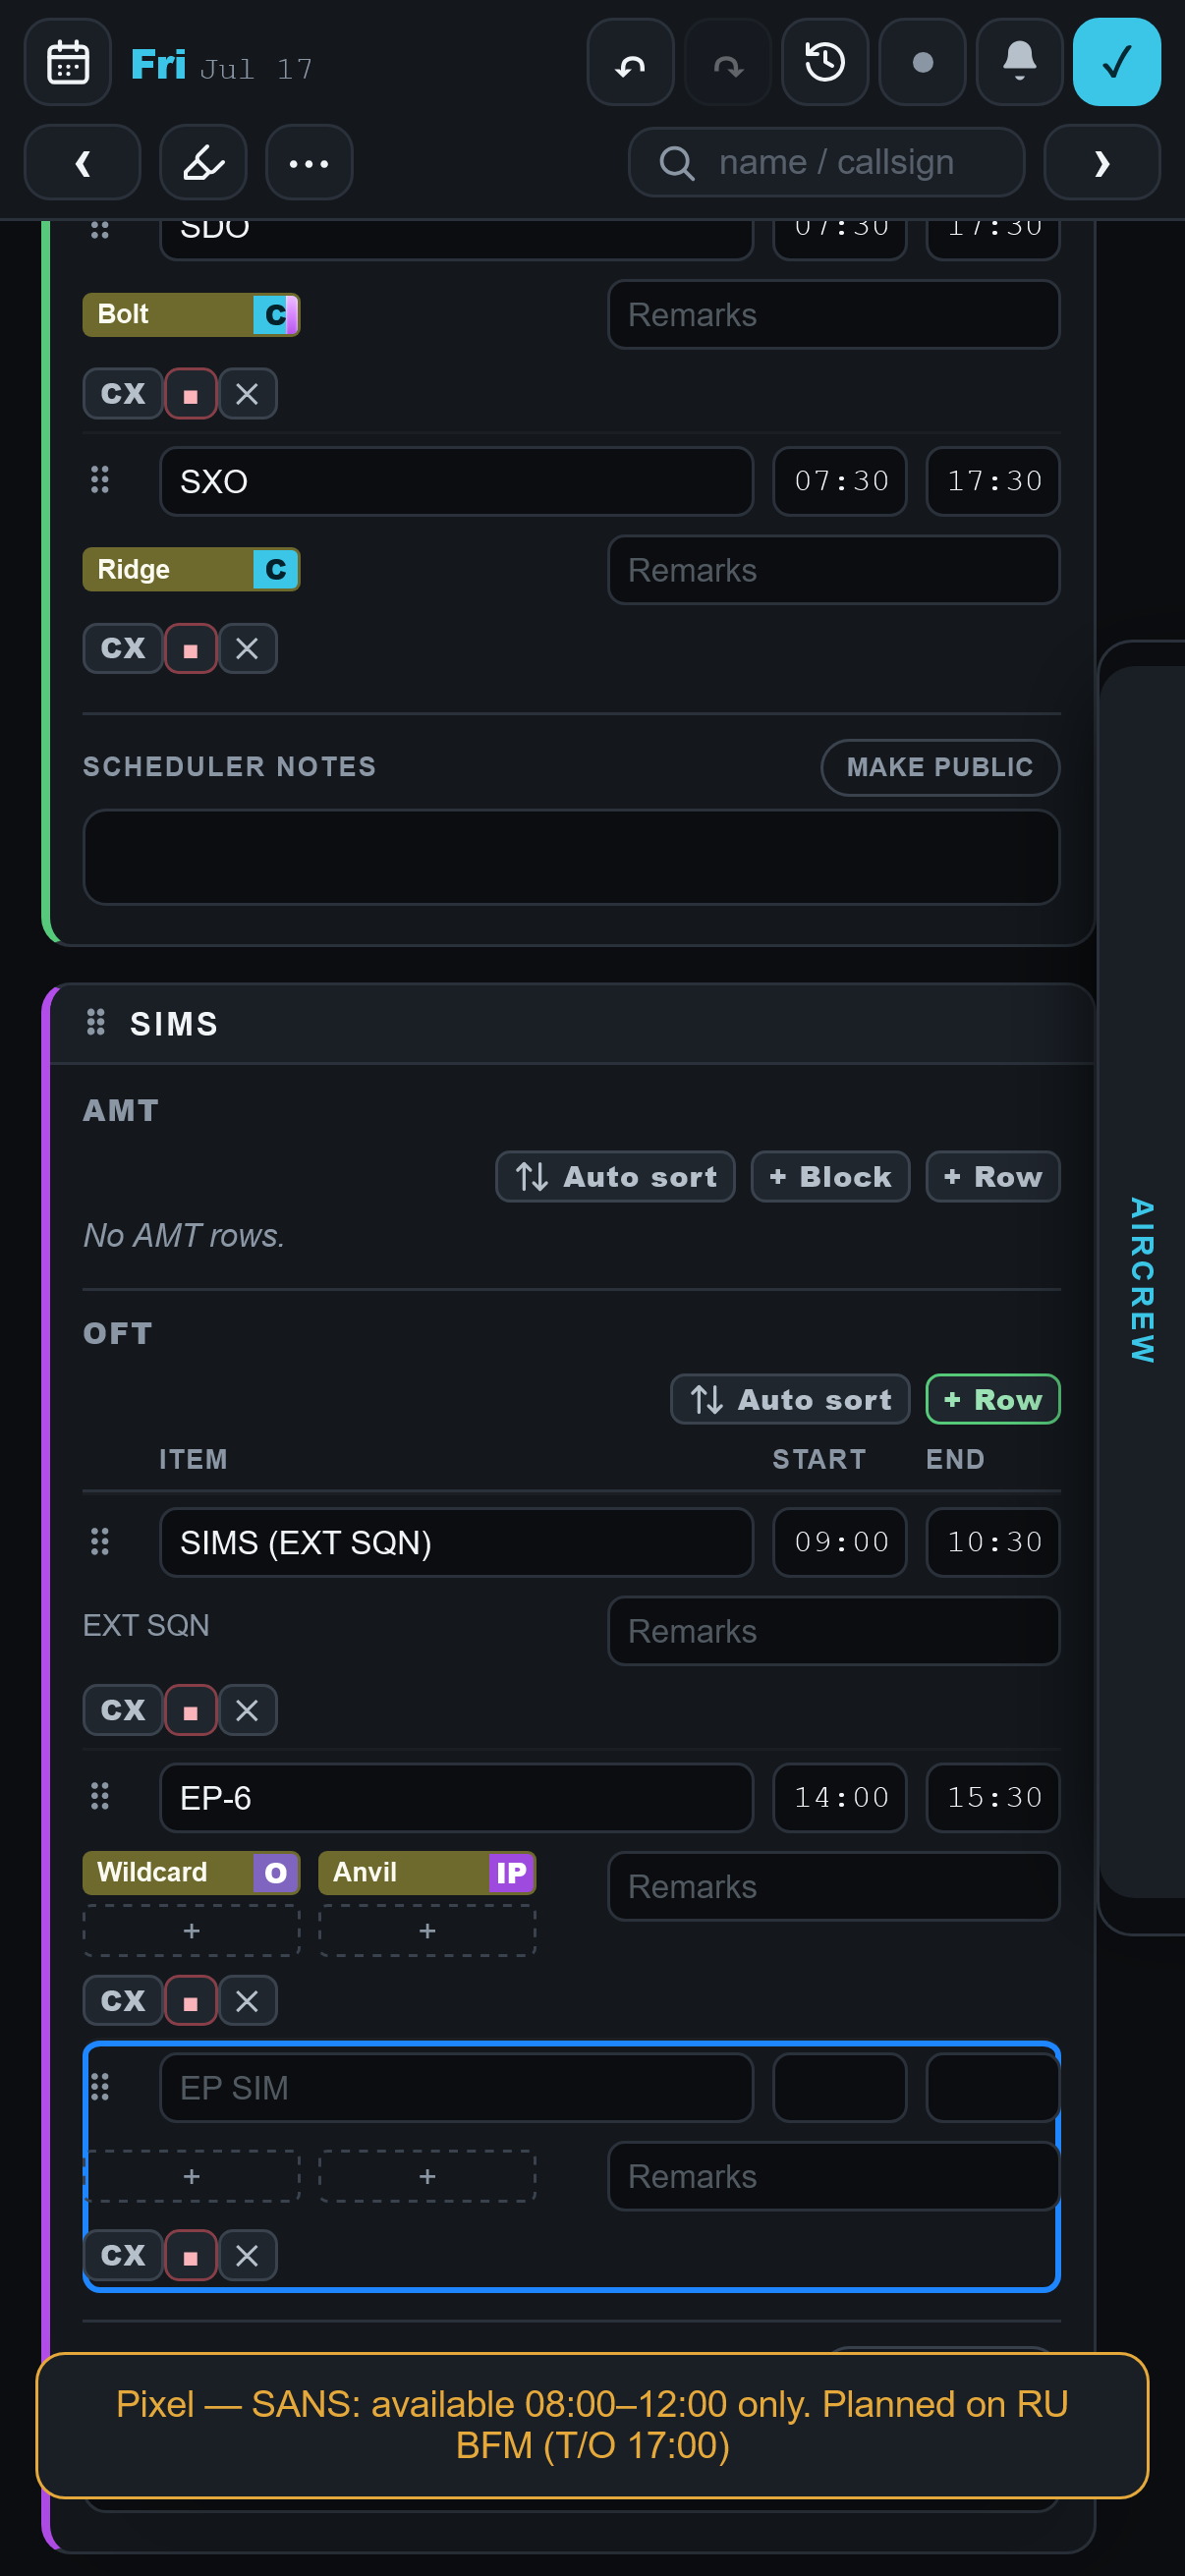 Fri Jul 17
name / callsign
SDO 07:30 17:30
Bolt C Remarks
CX
SXO 07:30 17:30
Ridge C Remarks
CX
SCHEDULER NOTES MAKE PUBLIC
SIMS
AMT
Auto sort + Block + Row
No AMT rows.
AIRCREW
OFT
Auto sort + Row
ITEM START END
SIMS (EXT SQN) 09:00 10:30
EXT SQN Remarks
CX
EP-6 14:00 15:30
Wildcard O Anvil IP Remarks
+ +
CX
EP SIM
+ + Remarks
CX
Pixel — SANS: available 08:00–12:00 only. Planned on RU
BFM (T/O 17:00)